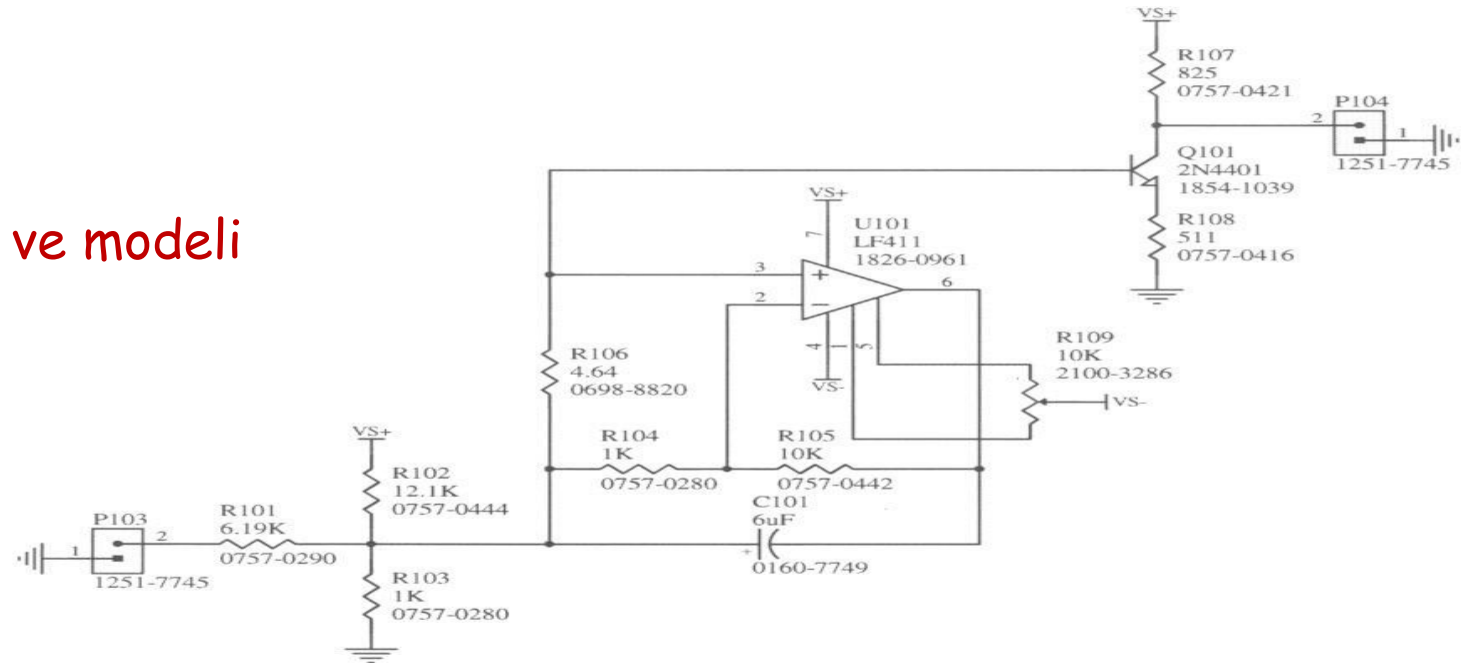 VS+
R107
825
0757-0421
P104
2
1
1251-7745
Q101
2N4401
1854-1039
R108
511
0757-0416
ve modeli
VS+
7
U101
LF411
1826-0961
3
+
2
−
6
4
1
5
VS-
R109
10K
2100-3286
VS-
R106
4.64
0698-8820
R104
1K
0757-0280
R105
10K
0757-0442
VS+
R102
12.1K
0757-0444
C101
6uF
+
0160-7749
P103
1
2
1251-7745
R101
6.19K
0757-0290
R103
1K
0757-0280